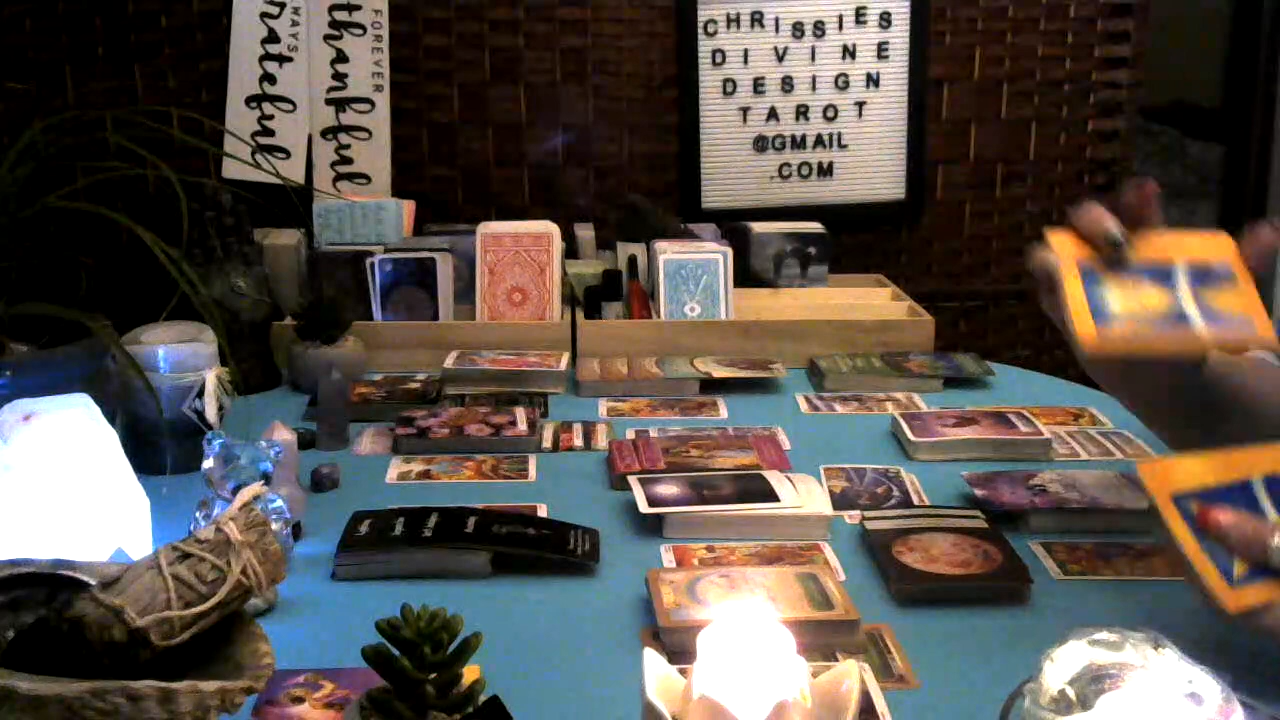 ALWAYS
grateful
FOREVER
thankful
CHRISSIES
DIVINE
DESIGN
TAROT
@GMAIL
.COM